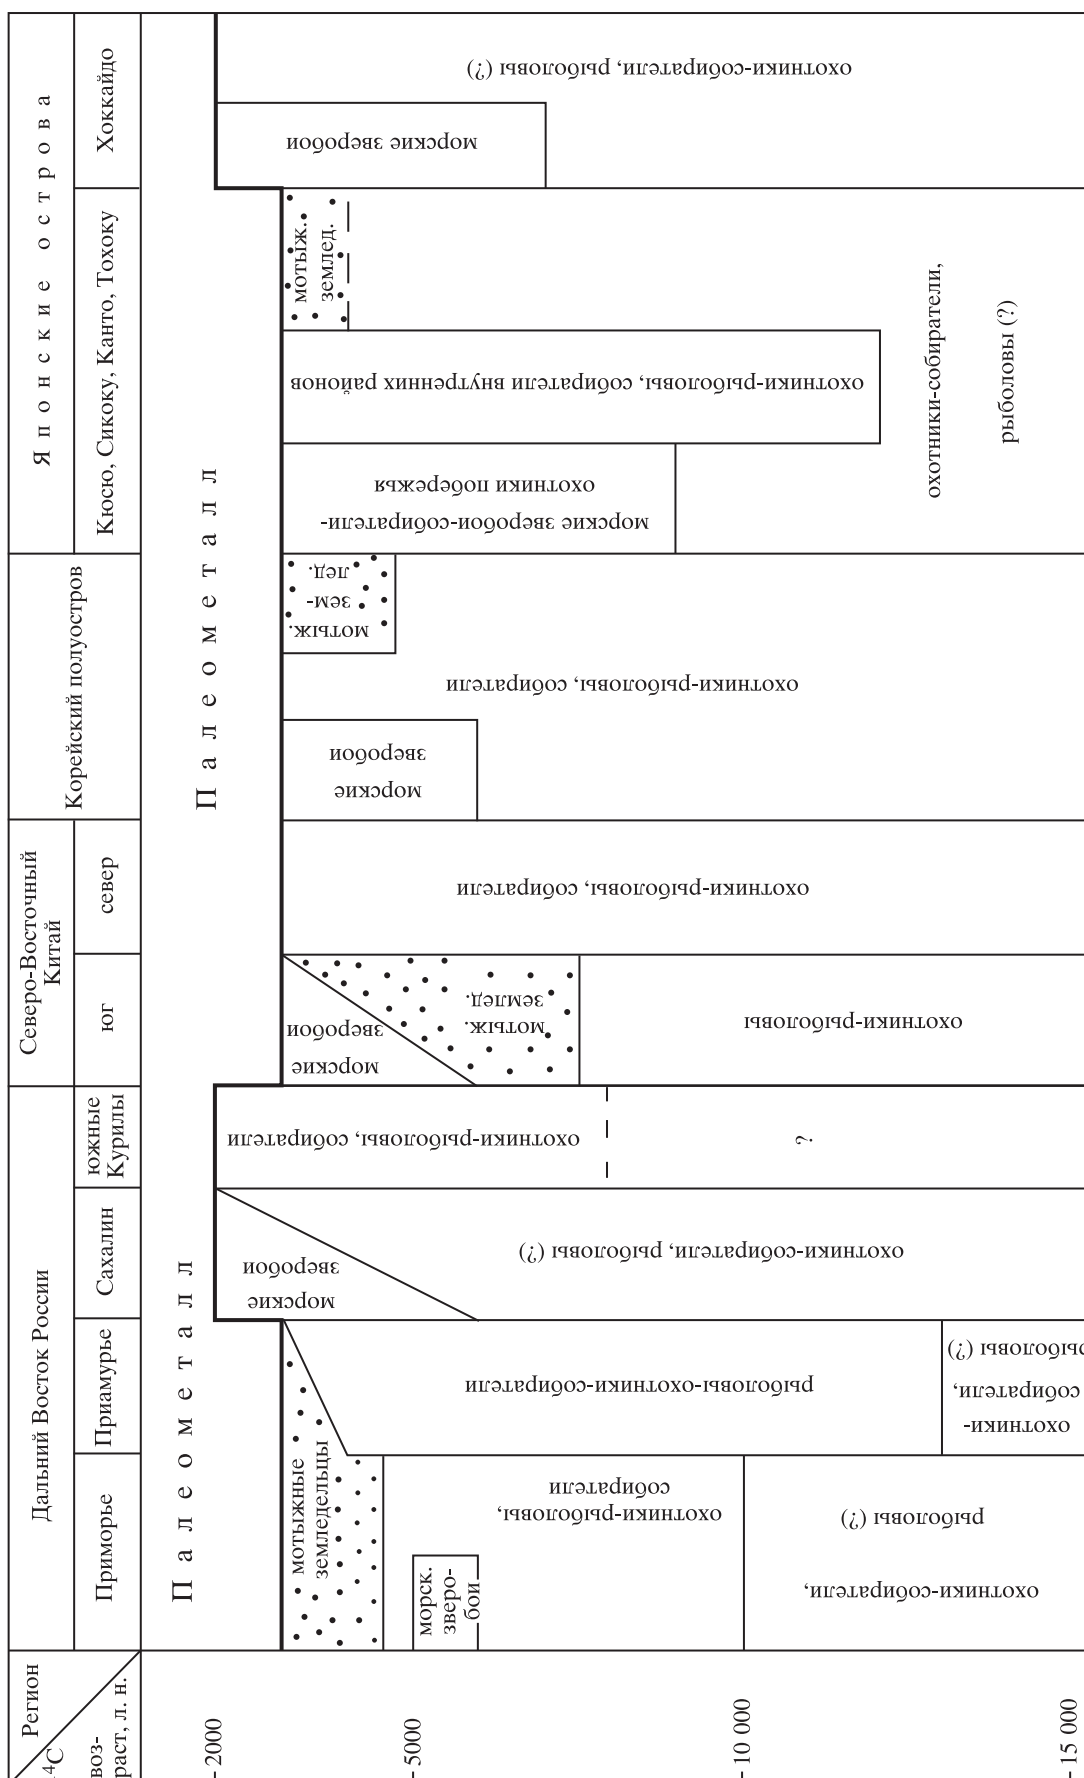 Регион
¹⁴C
воз-
раст, л. н.
Дальний Восток России
Северо-Восточный
Китай
Корейский полуостров
Японские острова
Приморье
Приамурье
Сахалин
южные
Курилы
юг
север
Кюсю, Сикоку, Канто, Тохоку
Хоккайдо
2000
5000
10 000
15 000
Палеометалл
Палеометалл
мотыжные
земледельцы
морск.
зверо-
бои
охотники-рыболовы,
собиратели
охотники-собиратели,
рыболовы (?)
рыболовы-охотники-собиратели
охотники-
собиратели,
рыболовы (?)
морские
зверобои
охотники-собиратели, рыболовы (?)
охотники-рыболовы, собиратели
?
морские
зверобои
мотыж.
землед.
охотники-рыболовы
охотники-рыболовы, собиратели
морские
зверобои
охотники-рыболовы, собиратели
мотыж.
зем-
лед.
морские зверобои-собиратели-
охотники побережья
охотники-рыболовы, собиратели внутренних районов
мотыж.
землед.
охотники-собиратели,
рыболовы (?)
морские зверобои
охотники-собиратели, рыболовы (?)